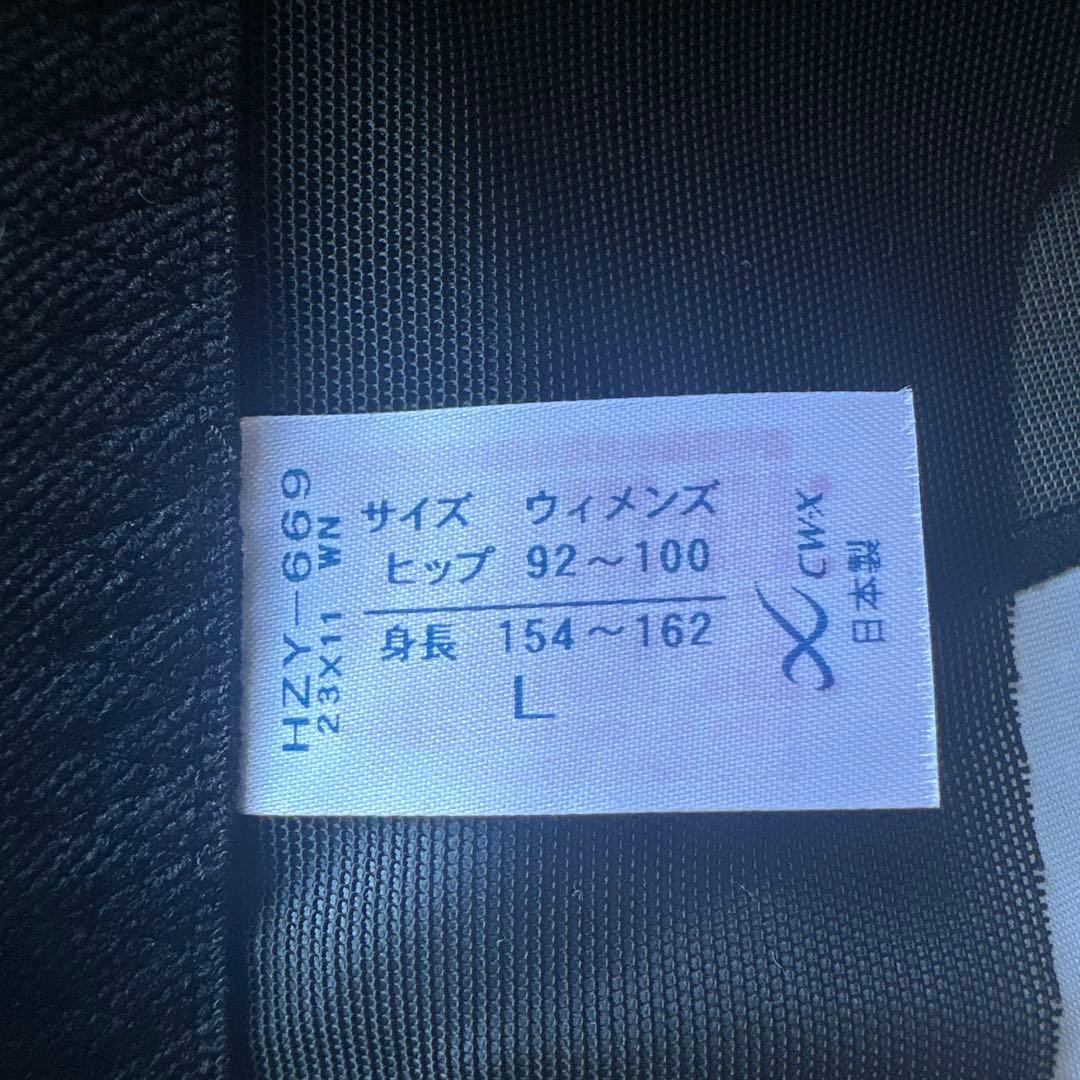 HZY-669
23X11 WN
サイズ ウィメンズ
ヒップ 92～100
身長 154～162
L
CW-X
日本製